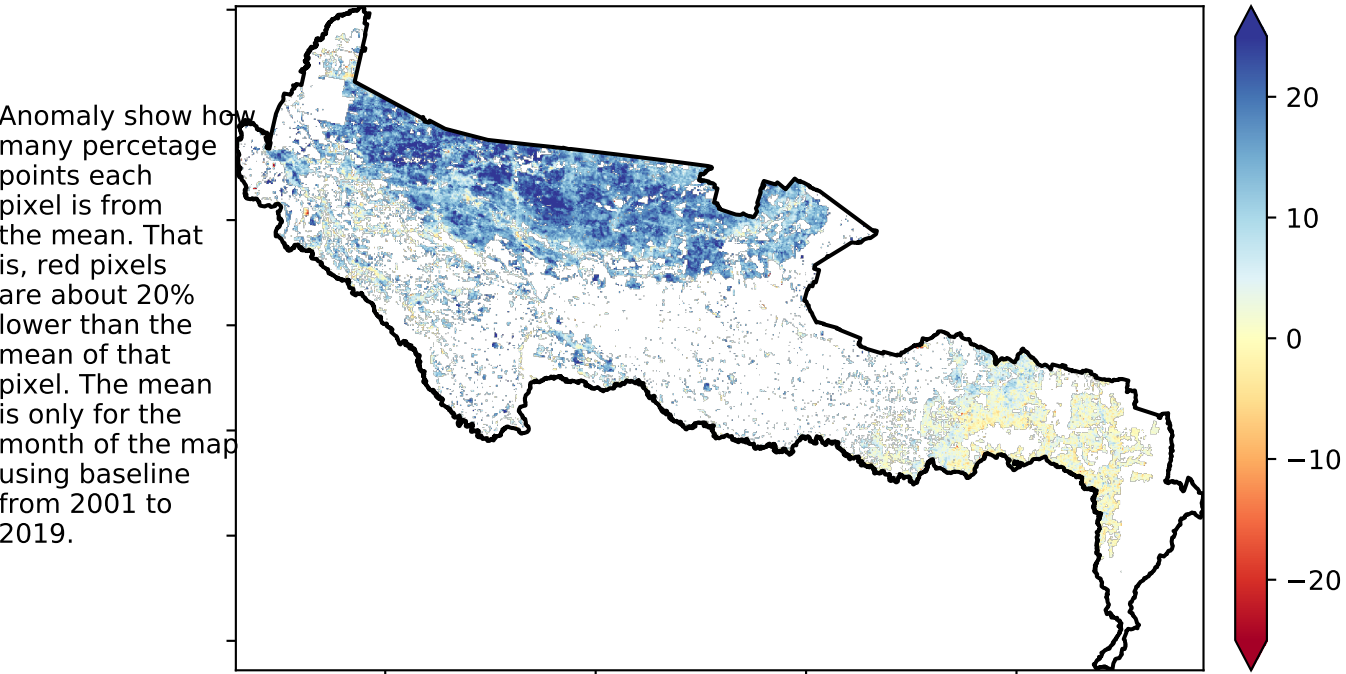 Anomaly show how
many percetage
points each
pixel is from
the mean. That
is, red pixels
are about 20%
lower than the
mean of that
pixel. The mean
is only for the
month of the map
using baseline
from 2001 to
2019.
20
10
0
−10
−20